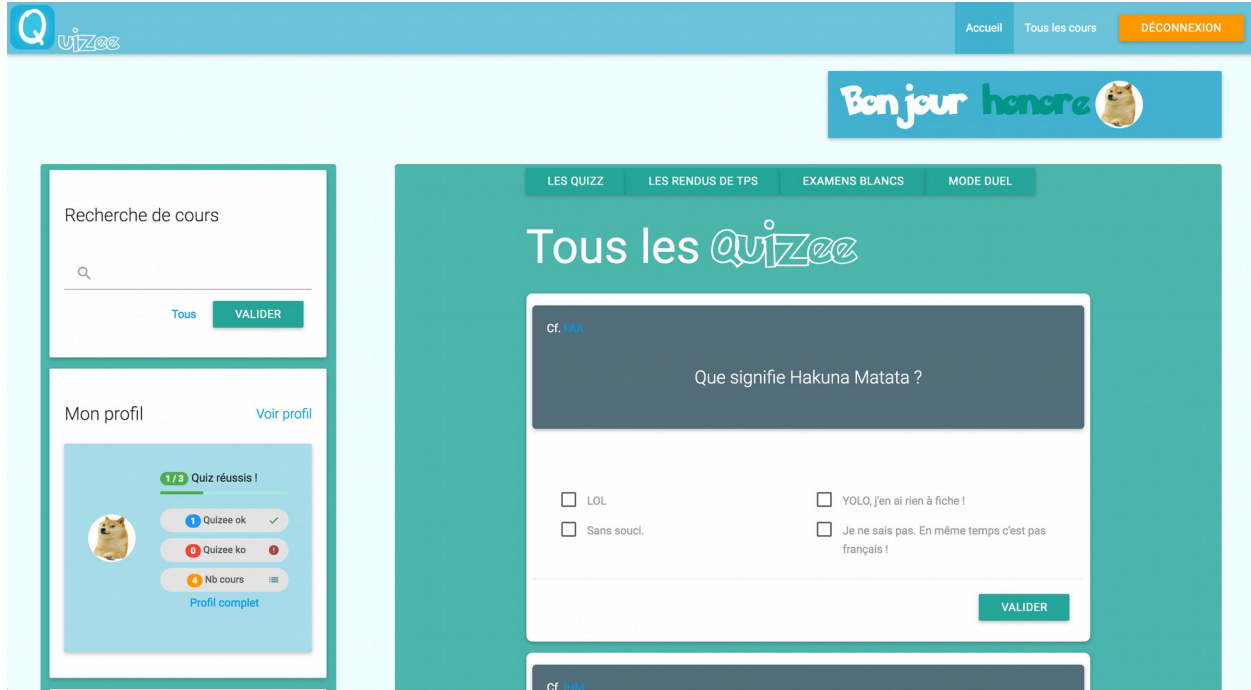 Quizee
Accueil
Tous les cours
DÉCONNEXION
Bonjour honore
Recherche de cours
Tous
VALIDER
Mon profil
Voir profil
1/3 Quiz réussis !
1 Quizee ok
0 Quizee ko
4 Nb cours
Profil complet
LES QUIZZ
LES RENDUS DE TPS
EXAMENS BLANCS
MODE DUEL
Tous les Quizee
Cf. FAA
Que signifie Hakuna Matata ?
LOL
YOLO, j'en ai rien à fiche !
Sans souci.
Je ne sais pas. En même temps c'est pas
français !
VALIDER
Cf. IHM